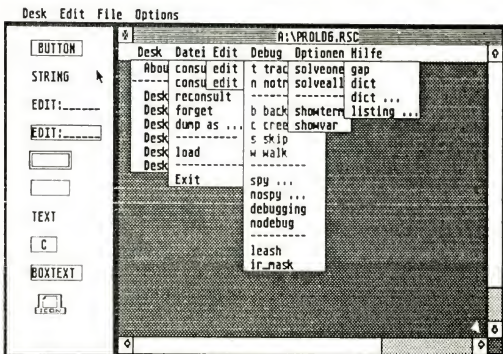 Desk Edit File Options
A:\PROLOG.RSC
Desk Datei Edit Debug Optionen Hilfe
BUTTON
STRING
EDIT:______
EDIT:______
TEXT
C
BOXTEXT
ICON
Abou
Desk
Desk
Desk
Desk
Desk
consu
consu
reconsult
forget
dump as ...
load
Exit
edit
edit
t trac
n notr
b back
c cree
s skip
w walk
spy ...
nospy ...
debugging
nodebug
leash
ir_mask
solveone
solveall
showterm
showvar
gap
dict
dict ...
listing ...